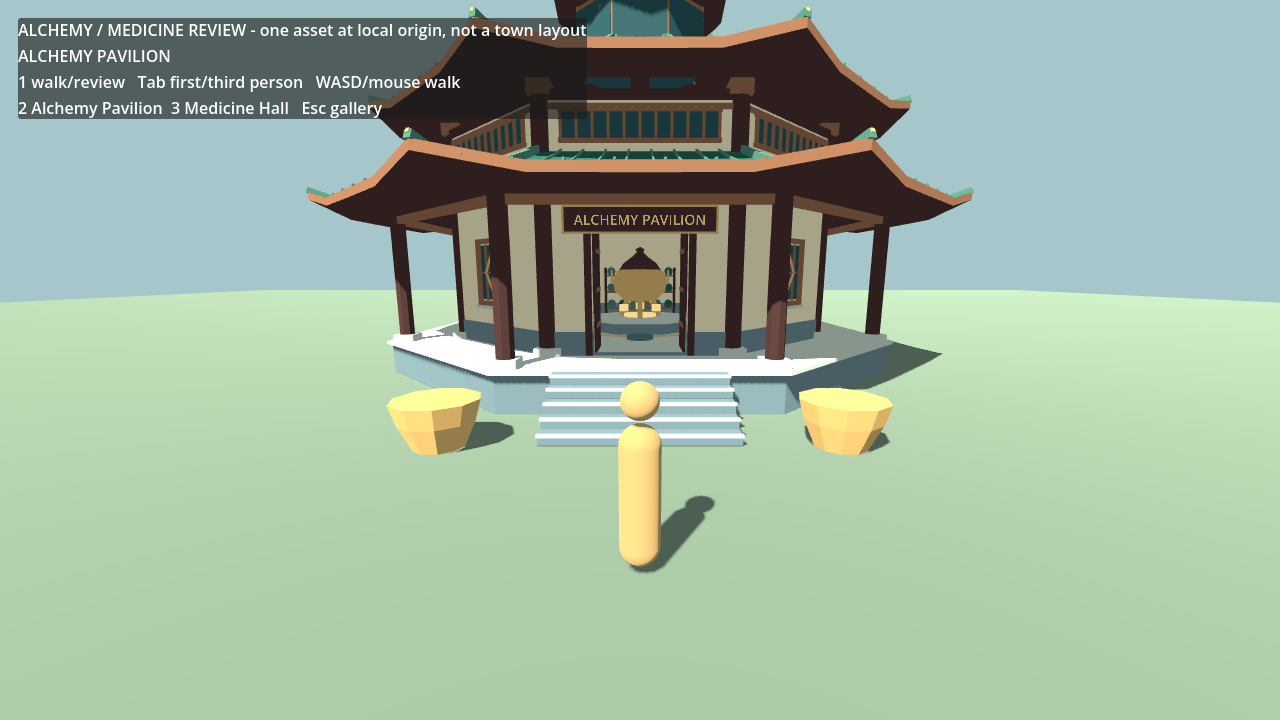 ALCHEMY / MEDICINE REVIEW - one asset at local origin, not a town layout
ALCHEMY PAVILION
1 walk/review   Tab first/third person   WASD/mouse walk
2 Alchemy Pavilion  3 Medicine Hall   Esc gallery
ALCHEMY PAVILION